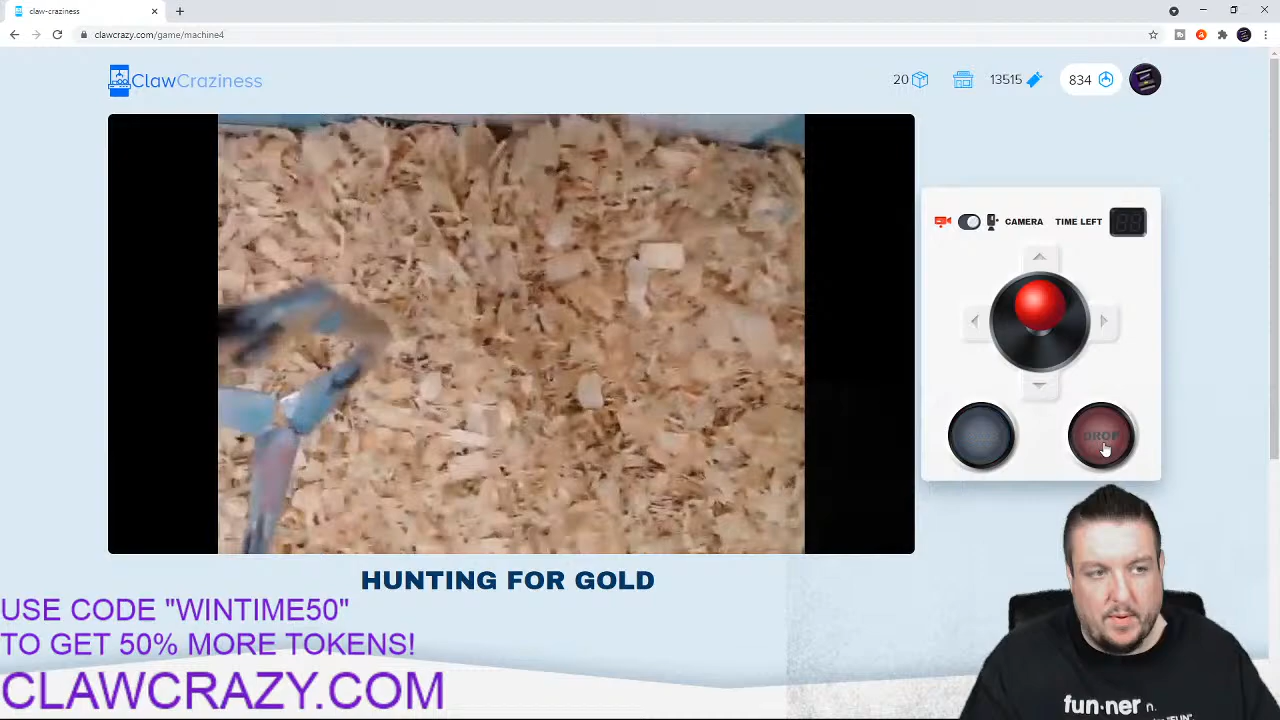 claw-craziness
clawcrazy.com/game/machine4
ClawCraziness
20
13515
834
CAMERA
TIME LEFT
DROP
HUNTING FOR GOLD
USE CODE "WINTIME50"
TO GET 50% MORE TOKENS!
CLAWCRAZY.COM
fun·ner n.